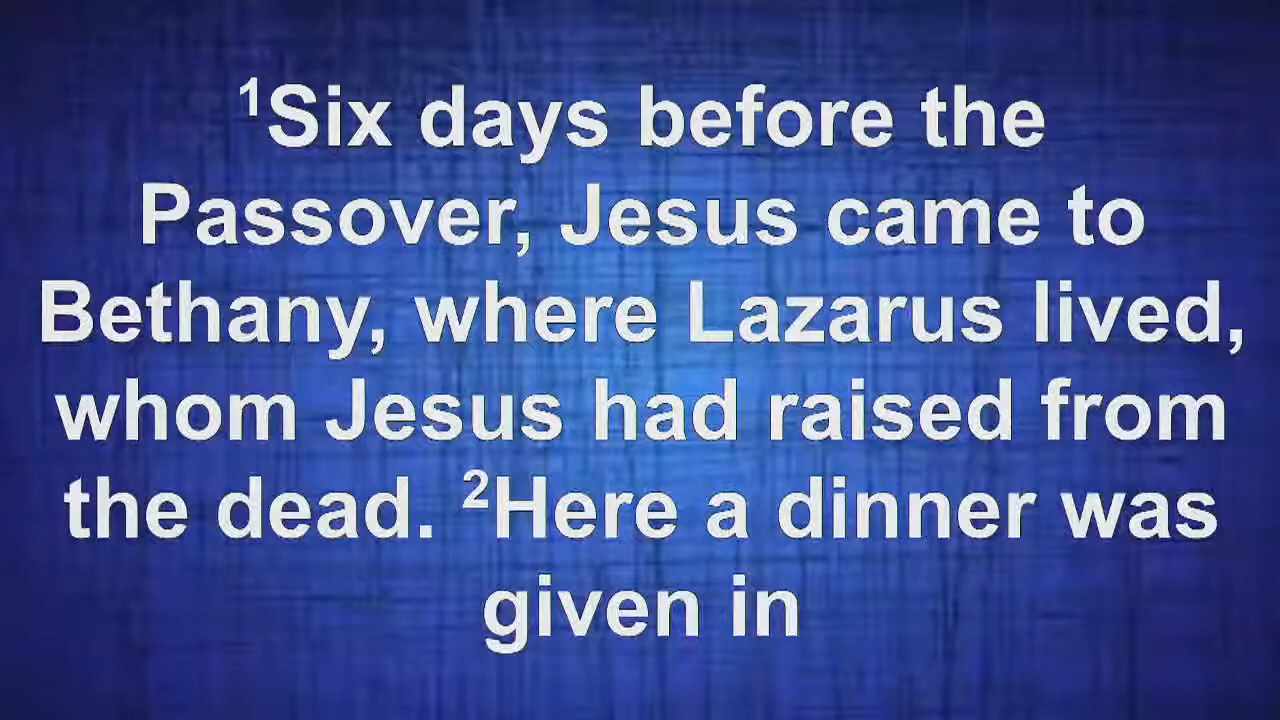 ¹Six days before the
Passover, Jesus came to
Bethany, where Lazarus lived,
whom Jesus had raised from
the dead. ²Here a dinner was
given in